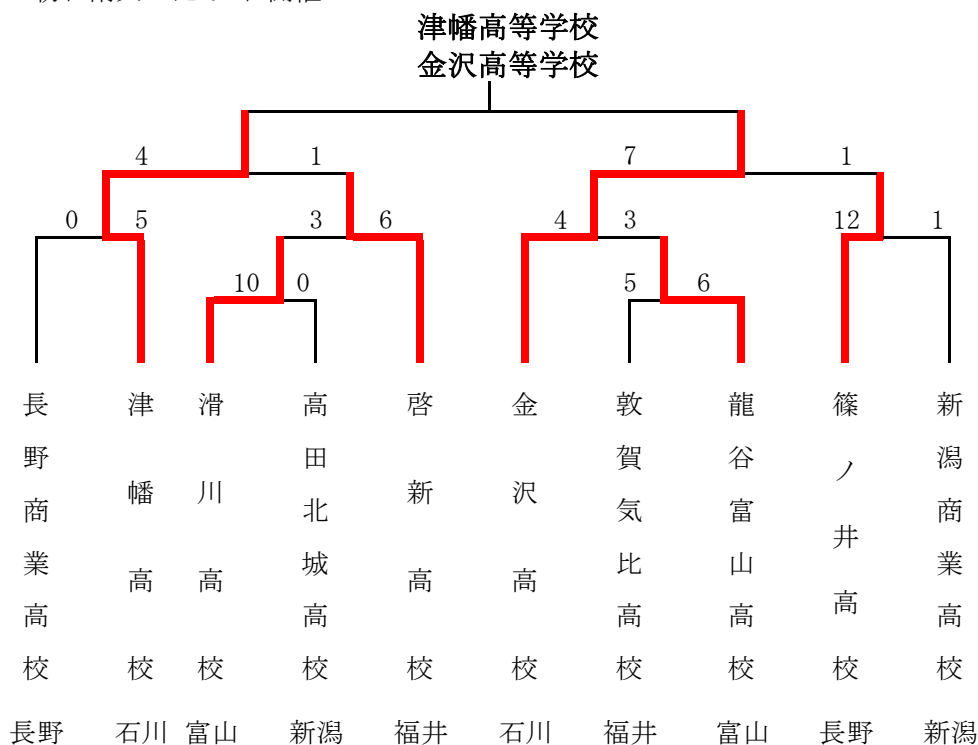 津幡高等学校
金沢高等学校
4 1 7 1
0 5 3 6 4 3 12 1
10 0 5 6
長野商業高校
津幡高校
滑川高校
高田北城高校
啓新高校
金沢高校
敦賀気比高校
龍谷富山高校
篠ノ井高校
新潟商業高校
長野 石川 富山 新潟 福井 石川 福井 富山 長野 新潟